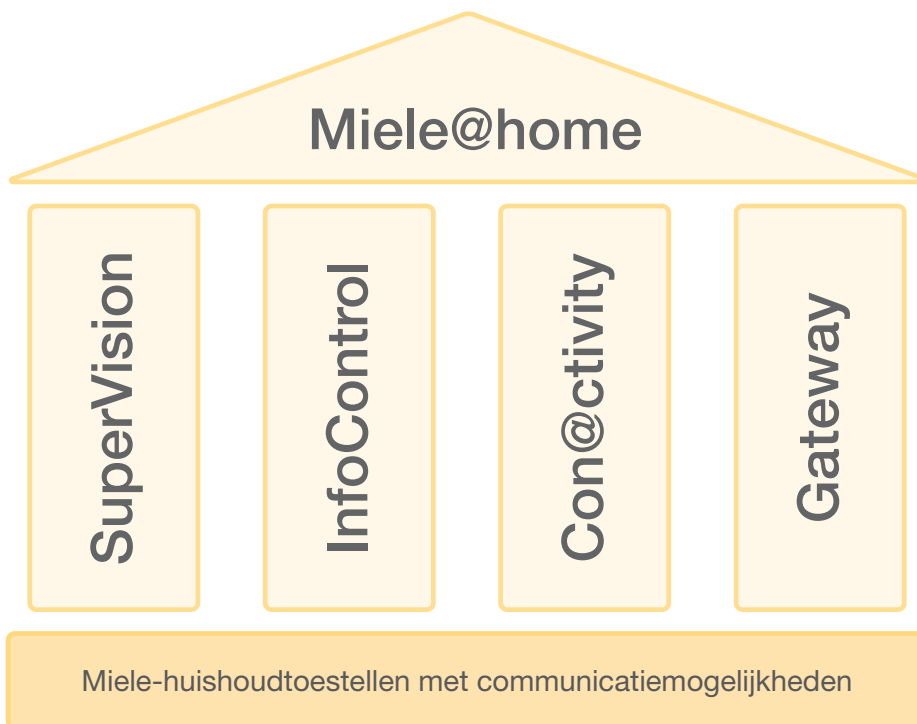 Miele@home
SuperVision
InfoControl
Con@ctivity
Gateway
Miele-huishoudtoestellen met communicatiemogelijkheden